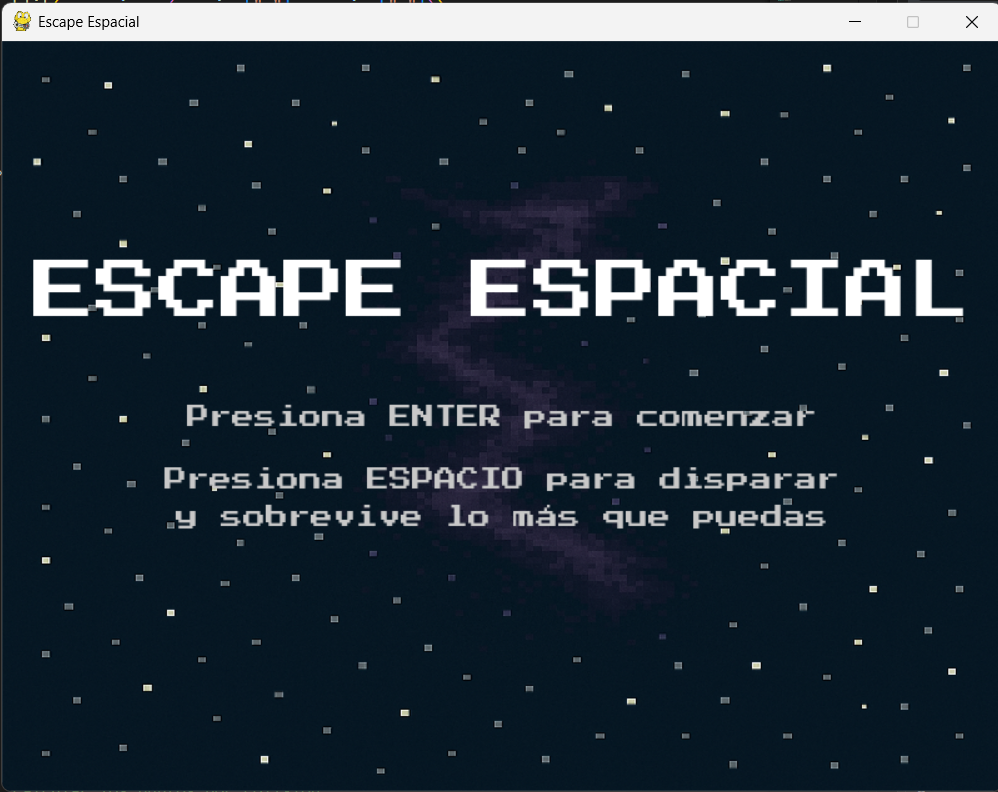 Escape Espacial
ESCAPE ESPACIAL
Presiona ENTER para comenzar
Presiona ESPACIO para disparar
y sobrevive lo más que puedas